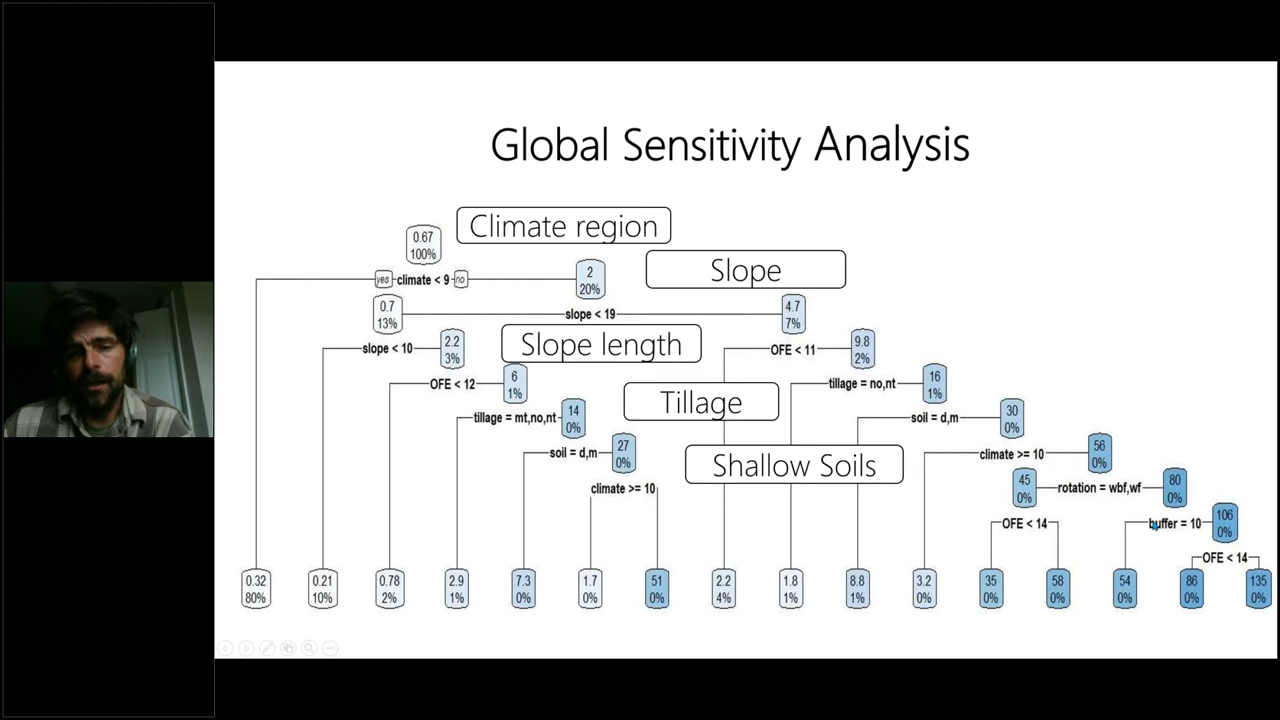 Global Sensitivity Analysis
Climate region
0.67
100%
yes climate < 9 no
2
20%
Slope
0.7
13%
slope < 19
4.7
7%
slope < 10
2.2
3%
Slope length
OFE < 11
9.8
2%
OFE < 12
6
1%
Tillage
tillage = no,nt
16
1%
tillage = mt,no,nt
14
0%
soil = d,m
30
0%
soil = d,m
27
0%
Shallow Soils
climate >= 10
56
0%
climate >= 10
45
0%
rotation = wbf,wf
80
0%
OFE < 14
buffer = 10
106
0%
OFE < 14
0.32
80%
0.21
10%
0.78
2%
2.9
1%
7.3
0%
1.7
0%
51
0%
2.2
4%
1.8
1%
8.8
1%
3.2
0%
35
0%
58
0%
54
0%
86
0%
135
0%